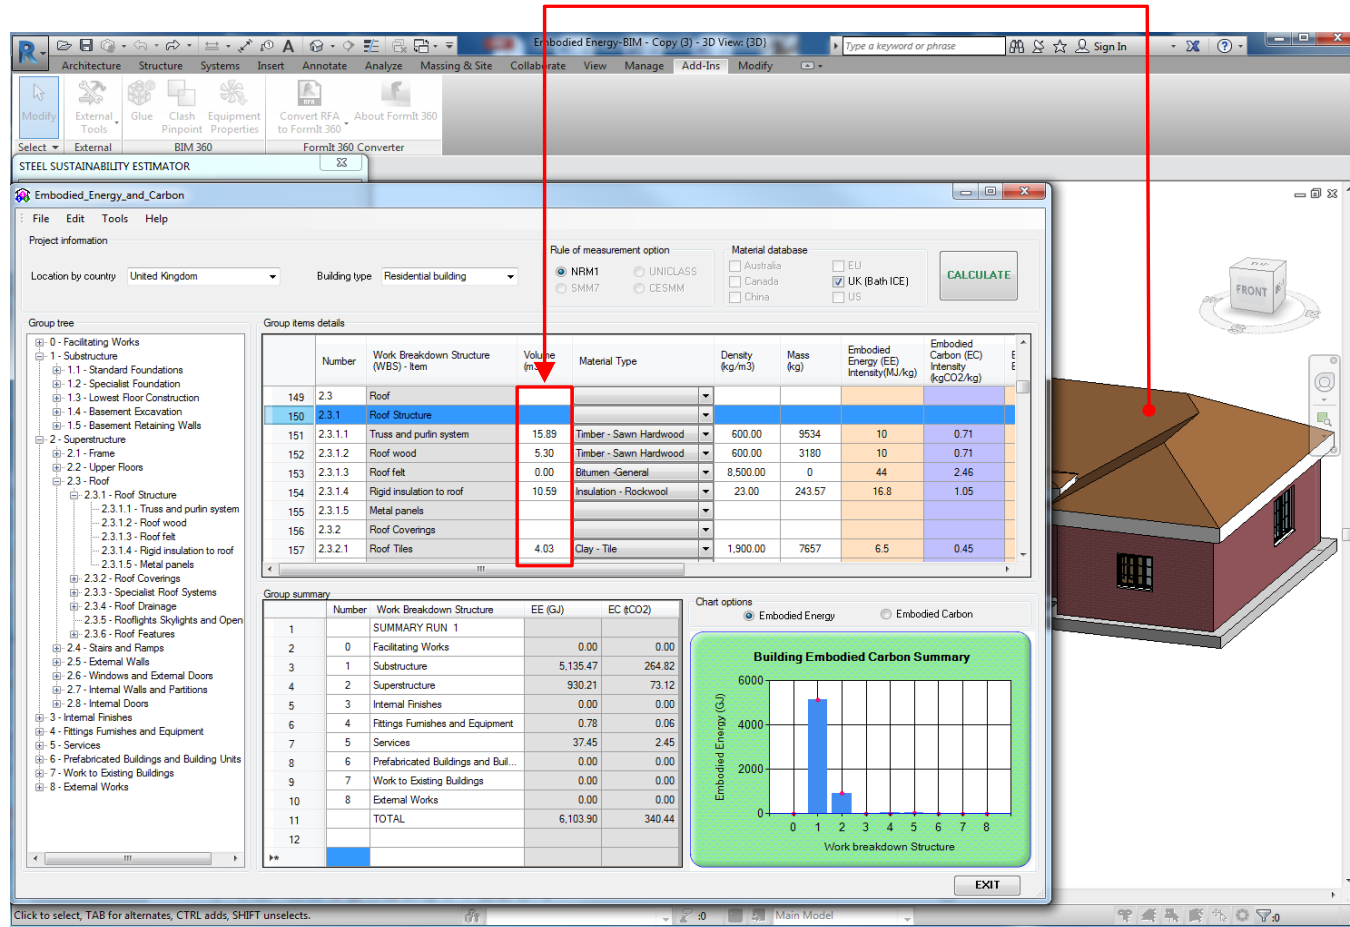 Embodied Energy-BIM - Copy (3) - 3D View: {3D}
Type a keyword or phrase
Sign In
Architecture Structure Systems Insert Annotate Analyze Massing & Site Collaborate View Manage Add-Ins Modify
Modify
External Tools
Glue
Clash Pinpoint
Equipment Properties
Convert RFA to FormIt 360
About FormIt 360
Select External BIM 360 FormIt 360 Converter
STEEL SUSTAINABILITY ESTIMATOR
Embodied_Energy_and_Carbon
File Edit Tools Help
Project information
Location by country United Kingdom
Building type Residential building
Rule of measurement option
NRM1 UNICLASS
SMM7 CESMM
Material database
Australia EU
Canada UK (Bath ICE)
China US
CALCULATE
FRONT
Group tree
0 - Facilitating Works
1 - Substructure
1.1 - Standard Foundations
1.2 - Specialist Foundation
1.3 - Lowest Floor Construction
1.4 - Basement Excavation
1.5 - Basement Retaining Walls
2 - Superstructure
2.1 - Frame
2.2 - Upper Floors
2.3 - Roof
2.3.1 - Roof Structure
2.3.1.1 - Truss and purlin system
2.3.1.2 - Roof wood
2.3.1.3 - Roof felt
2.3.1.4 - Rigid insulation to roof
2.3.1.5 - Metal panels
2.3.2 - Roof Coverings
2.3.3 - Specialist Roof Systems
2.3.4 - Roof Drainage
2.3.5 - Rooflights Skylights and Open
2.3.6 - Roof Features
2.4 - Stairs and Ramps
2.5 - External Walls
2.6 - Windows and External Doors
2.7 - Internal Walls and Partitions
2.8 - Internal Doors
3 - Internal Finishes
4 - Fittings Furnishes and Equipment
5 - Services
6 - Prefabricated Buildings and Building Units
7 - Work to Existing Buildings
8 - External Works
Group items details
Number
Work Breakdown Structure (WBS) - Item
Material Type
Density (kg/m3)
Mass (kg)
Embodied Energy (EE) Intensity(MJ/kg)
Embodied Carbon (EC) Intensity (kgCO2/kg)
149 2.3 Roof
150 2.3.1 Roof Structure
151 2.3.1.1 Truss and purlin system 15.89 Timber - Sawn Hardwood 600.00 9534 10 0.71
152 2.3.1.2 Roof wood 5.30 Timber - Sawn Hardwood 600.00 3180 10 0.71
153 2.3.1.3 Roof felt 0.00 Bitumen -General 8,500.00 0 44 2.46
154 2.3.1.4 Rigid insulation to roof 10.59 Insulation - Rockwool 23.00 243.57 16.8 1.05
155 2.3.1.5 Metal panels
156 2.3.2 Roof Coverings
157 2.3.2.1 Roof Tiles 4.03 Clay - Tile 1,900.00 7657 6.5 0.45
Group summary
Number Work Breakdown Structure EE (GJ) EC (tCO2)
1 SUMMARY RUN 1
2 0 Facilitating Works 0.00 0.00
3 1 Substructure 5,135.47 264.82
4 2 Superstructure 930.21 73.12
5 3 Internal Finishes 0.00 0.00
6 4 Fittings Furnishes and Equipment 0.78 0.06
7 5 Services 37.45 2.45
8 6 Prefabricated Buildings and Buil... 0.00 0.00
9 7 Work to Existing Buildings 0.00 0.00
10 8 External Works 0.00 0.00
11 TOTAL 6,103.90 340.44
12
Chart options
Embodied Energy Embodied Carbon
Building Embodied Carbon Summary
Embodied Energy (GJ)
6000
4000
2000
0
0 1 2 3 4 5 6 7 8
Work breakdown Structure
EXIT
Click to select, TAB for alternates, CTRL adds, SHIFT unselects.
:0
Main Model
:0